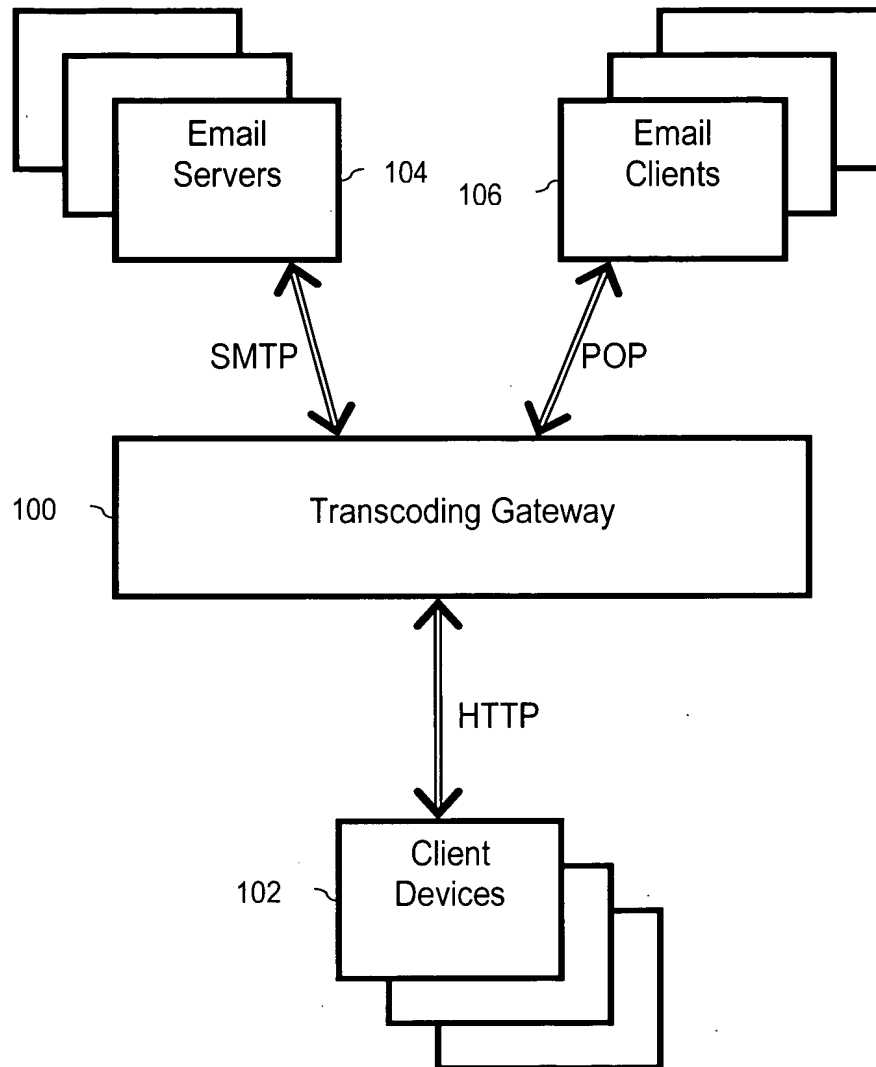 Email
Servers
104
Email
Clients
106
SMTP
POP
100
Transcoding Gateway
HTTP
Client
Devices
102